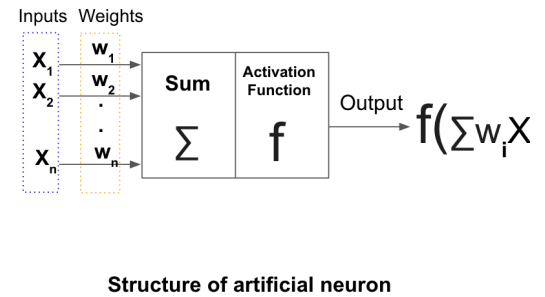 Inputs Weights
X1 w1
X2 w2
.
.
Xn wn
Sum
∑
Activation
Function
f
Output
f(∑wiX
Structure of artificial neuron